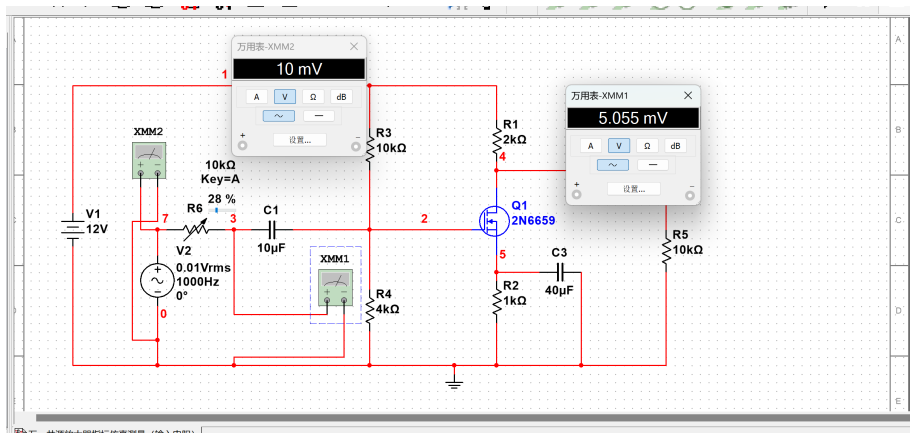 万用表-XMM2
10 mV
A V Ω dB
~ —
+ 设置... −
万用表-XMM1
5.055 mV
A V Ω dB
~ —
+ 设置... −
A
B
D
E
1
XMM2
10kΩ
Key=A
28 %
R6
7
3
C1
10µF
V1
12V
V2
0.01Vrms
1000Hz
0°
0
XMM1
R3
10kΩ
2
R4
4kΩ
R1
2kΩ
4
Q1
2N6659
5
C3
40µF
R2
1kΩ
R5
10kΩ